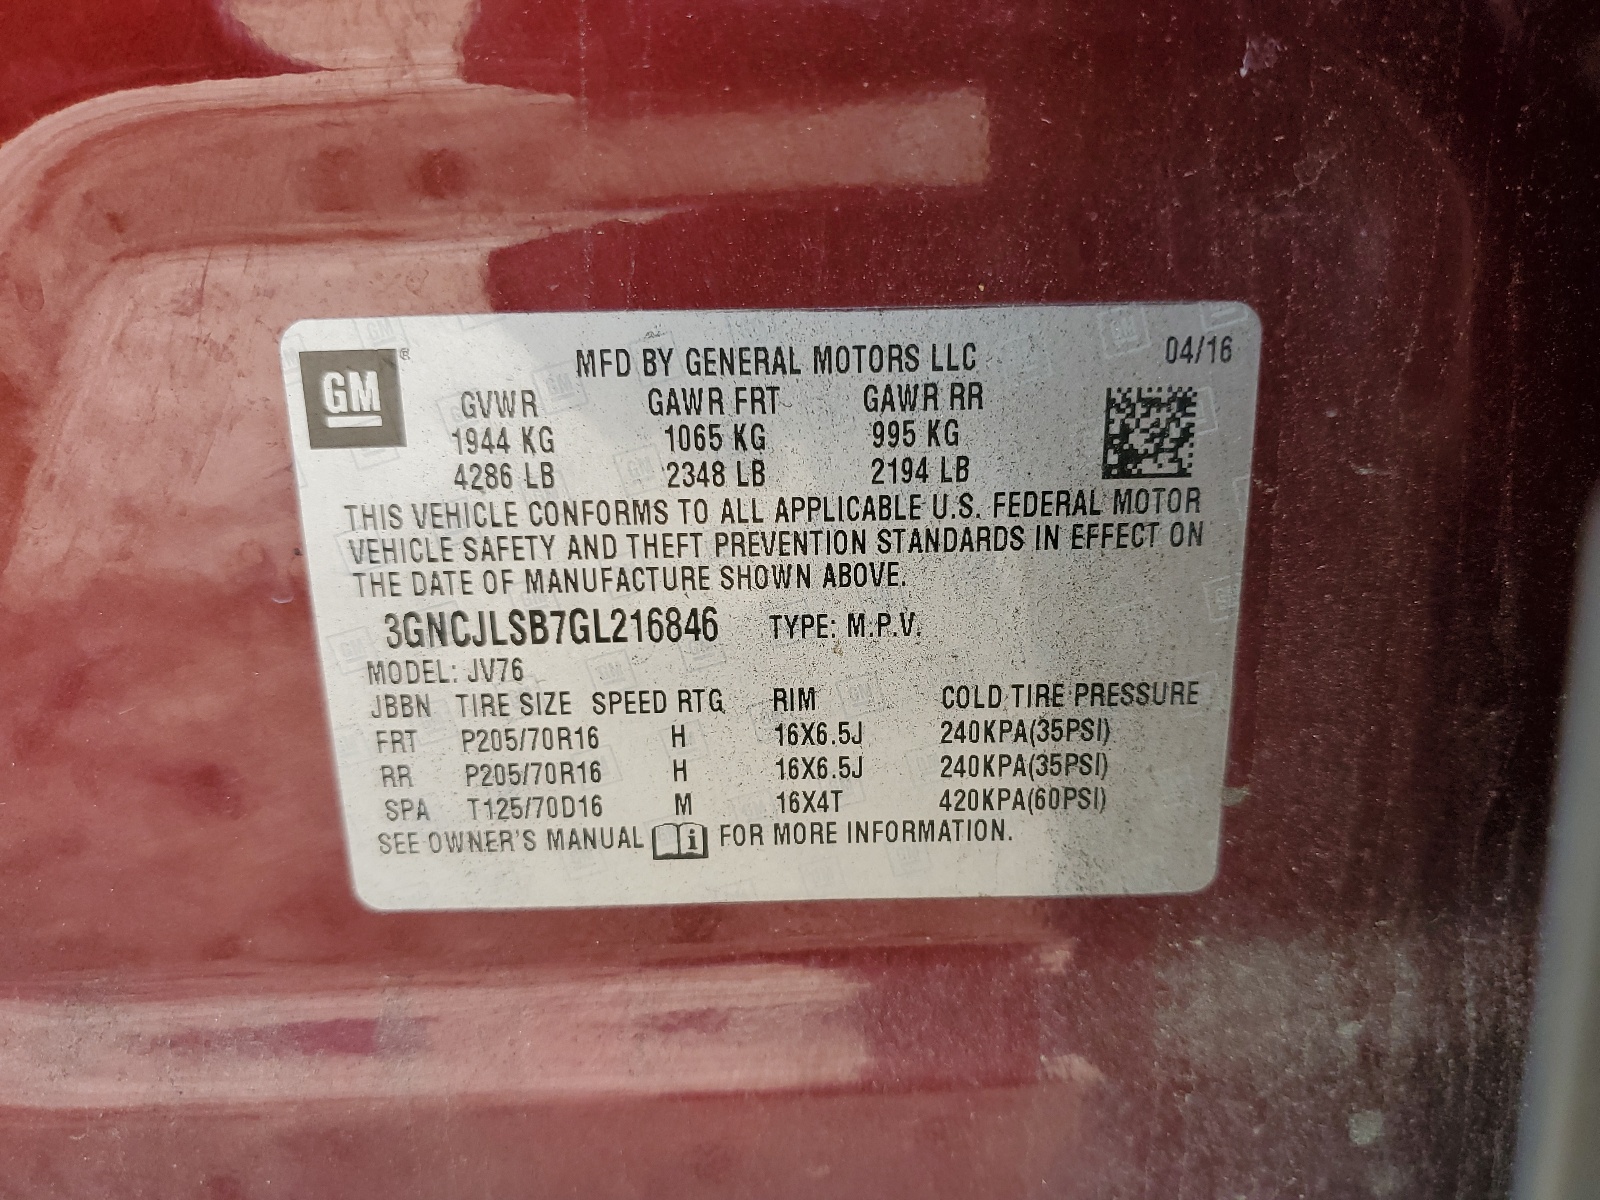 GM ®
MFD BY GENERAL MOTORS LLC 04/16
GVWR GAWR FRT GAWR RR
1944 KG 1065 KG 995 KG
4286 LB 2348 LB 2194 LB
THIS VEHICLE CONFORMS TO ALL APPLICABLE U.S. FEDERAL MOTOR
VEHICLE SAFETY AND THEFT PREVENTION STANDARDS IN EFFECT ON
THE DATE OF MANUFACTURE SHOWN ABOVE.
3GNCJLSB7GL216846 TYPE: M.P.V.
MODEL: JV76
JBBN TIRE SIZE SPEED RTG RIM COLD TIRE PRESSURE
FRT P205/70R16 H 16X6.5J 240KPA(35PSI)
RR P205/70R16 H 16X6.5J 240KPA(35PSI)
SPA T125/70D16 M 16X4T 420KPA(60PSI)
SEE OWNER'S MANUAL i FOR MORE INFORMATION.